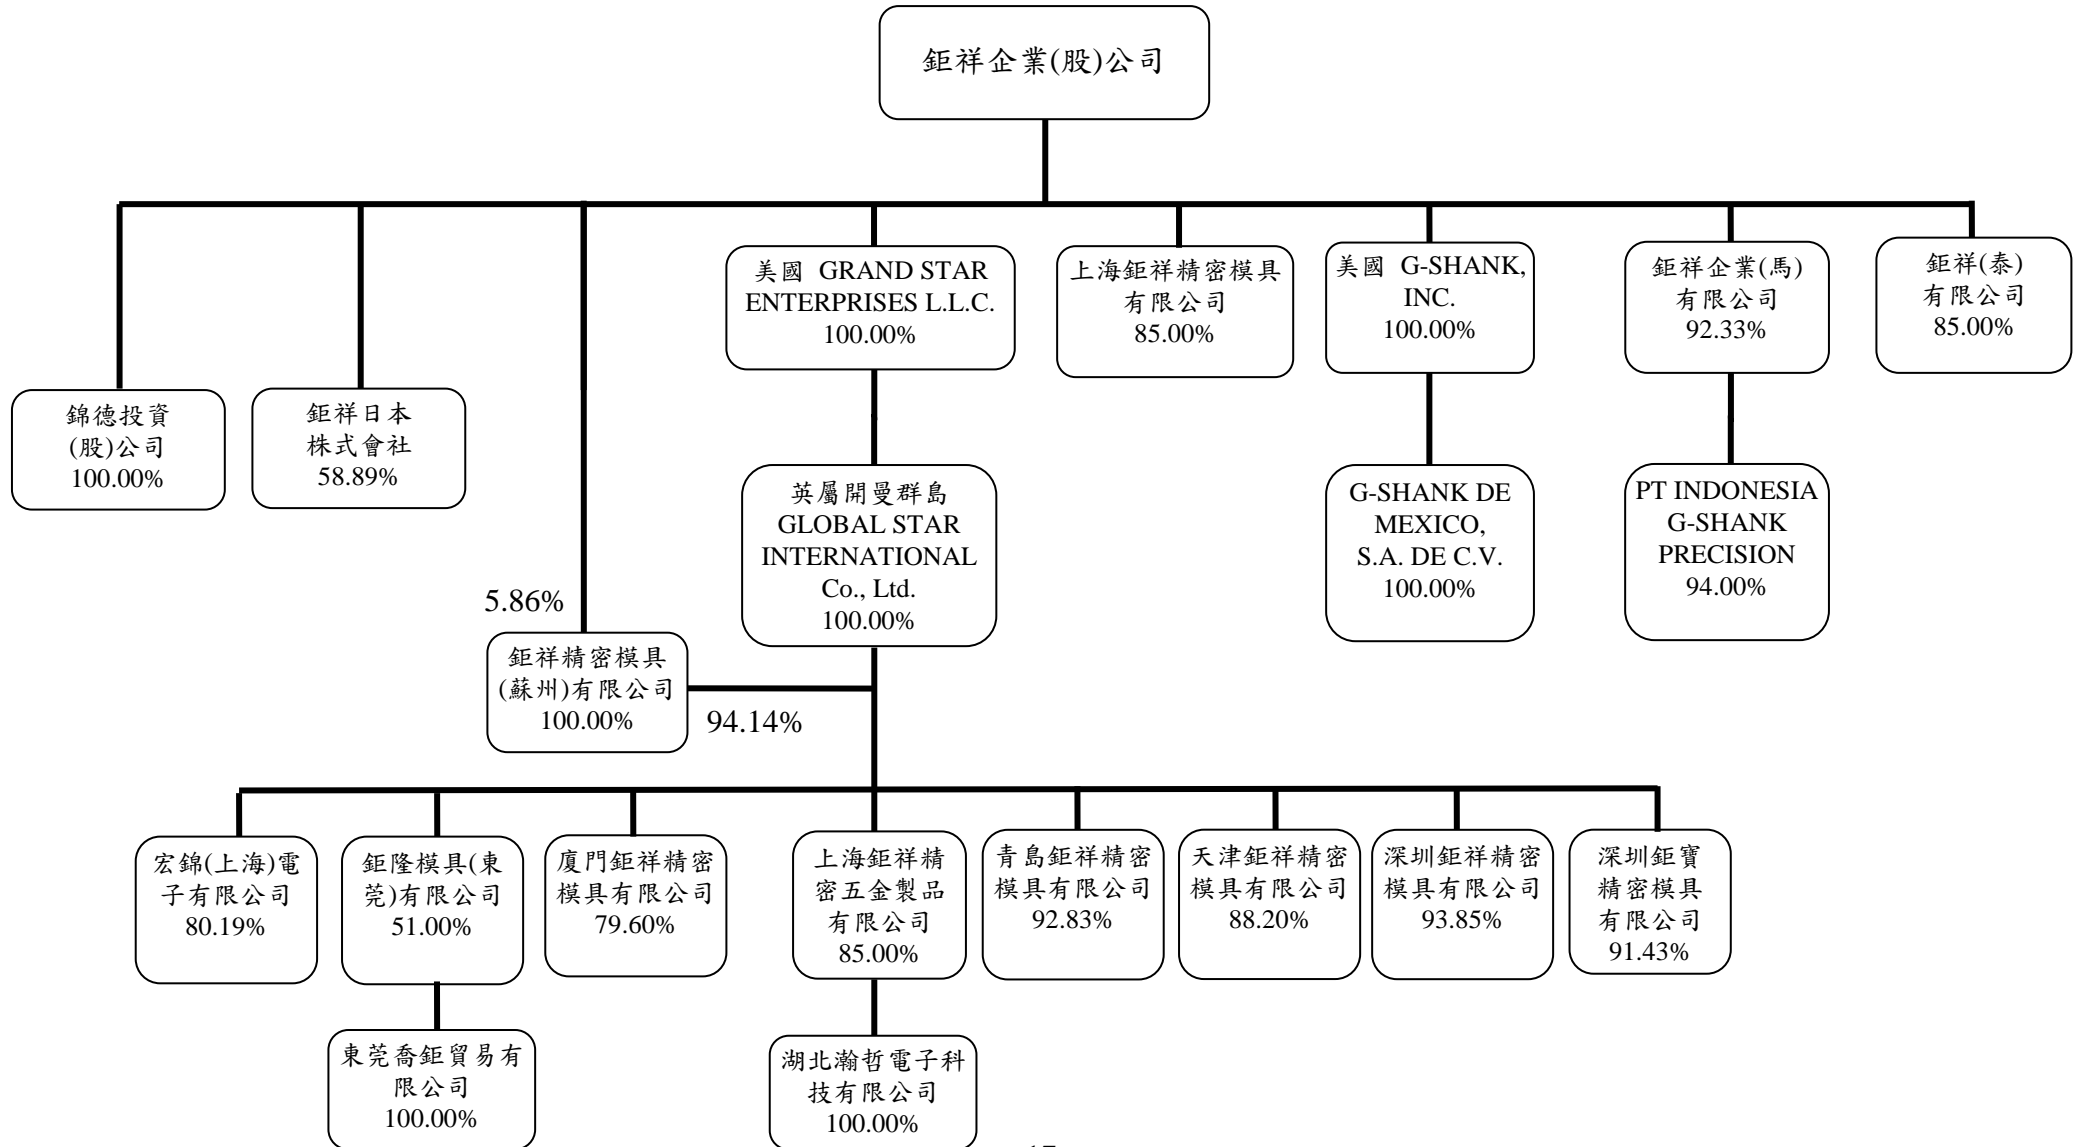 鉅祥企業(股)公司
美國 GRAND STAR
ENTERPRISES L.L.C.
100.00%
上海鉅祥精密模具
有限公司
85.00%
美國 G-SHANK,
INC.
100.00%
鉅祥企業(馬)
有限公司
92.33%
鉅祥(泰)
有限公司
85.00%
錦德投資
(股)公司
100.00%
鉅祥日本
株式會社
58.89%
英屬開曼群島
GLOBAL STAR
INTERNATIONAL
Co., Ltd.
100.00%
G-SHANK DE
MEXICO,
S.A. DE C.V.
100.00%
PT INDONESIA
G-SHANK
PRECISION
94.00%
5.86%
鉅祥精密模具
(蘇州)有限公司
100.00%
94.14%
宏錦(上海)電
子有限公司
80.19%
鉅隆模具(東
莞)有限公司
51.00%
廈門鉅祥精密
模具有限公司
79.60%
上海鉅祥精
密五金製品
有限公司
85.00%
青島鉅祥精密
模具有限公司
92.83%
天津鉅祥精密
模具有限公司
88.20%
深圳鉅祥精密
模具有限公司
93.85%
深圳鉅寶
精密模具
有限公司
91.43%
東莞喬鉅貿易有
限公司
100.00%
湖北瀚哲電子科
技有限公司
100.00%